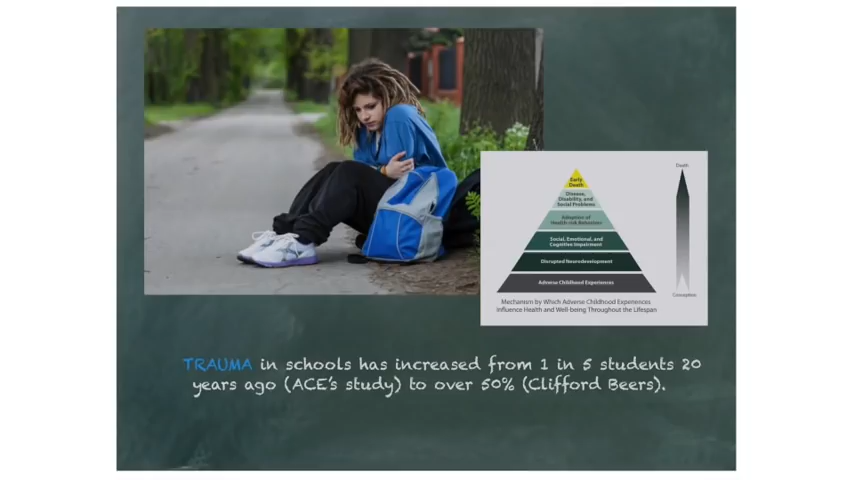 Early
Death
Disease,
Disability, and
Social Problems
Adoption of
Health-risk Behaviors
Social, Emotional, and
Cognitive Impairment
Disrupted Neurodevelopment
Adverse Childhood Experiences
Mechanism by Which Adverse Childhood Experiences
Influence Health and Well-being Throughout the Lifespan
Death
Conception
TRAUMA in schools has increased from 1 in 5 students 20
years ago (ACE's study) to over 50% (Clifford Beers).